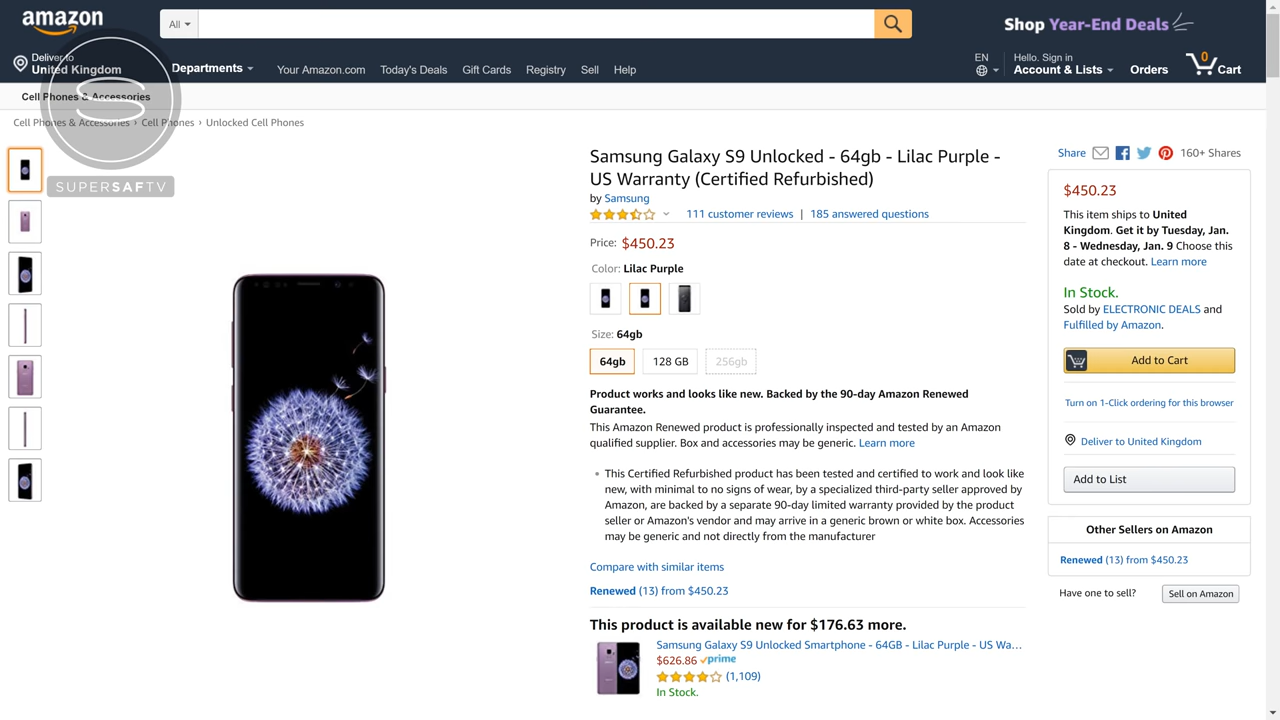 amazon
All
Shop Year-End Deals
Deliver to
United Kingdom
Departments
Your Amazon.com
Today's Deals
Gift Cards
Registry
Sell
Help
EN
Hello. Sign in
Account & Lists
Orders
0
Cart
Cell Phones & Accessories
Cell Phones & Accessories › Cell Phones › Unlocked Cell Phones
SUPERSAFTV
Samsung Galaxy S9 Unlocked - 64gb - Lilac Purple -
US Warranty (Certified Refurbished)
by Samsung
111 customer reviews | 185 answered questions
Price: $450.23
Color: Lilac Purple
Size: 64gb
64gb
128 GB
256gb
Product works and looks like new. Backed by the 90-day Amazon Renewed
Guarantee.
This Amazon Renewed product is professionally inspected and tested by an Amazon
qualified supplier. Box and accessories may be generic. Learn more
This Certified Refurbished product has been tested and certified to work and look like
new, with minimal to no signs of wear, by a specialized third-party seller approved by
Amazon, are backed by a separate 90-day limited warranty provided by the product
seller or Amazon's vendor and may arrive in a generic brown or white box. Accessories
may be generic and not directly from the manufacturer
Compare with similar items
Renewed (13) from $450.23
This product is available new for $176.63 more.
Samsung Galaxy S9 Unlocked Smartphone - 64GB - Lilac Purple - US Wa...
$626.86 prime
(1,109)
In Stock.
Share
160+ Shares
$450.23
This item ships to United
Kingdom. Get it by Tuesday, Jan.
8 - Wednesday, Jan. 9 Choose this
date at checkout. Learn more
In Stock.
Sold by ELECTRONIC DEALS and
Fulfilled by Amazon.
Add to Cart
Turn on 1-Click ordering for this browser
Deliver to United Kingdom
Add to List
Other Sellers on Amazon
Renewed (13) from $450.23
Have one to sell?
Sell on Amazon